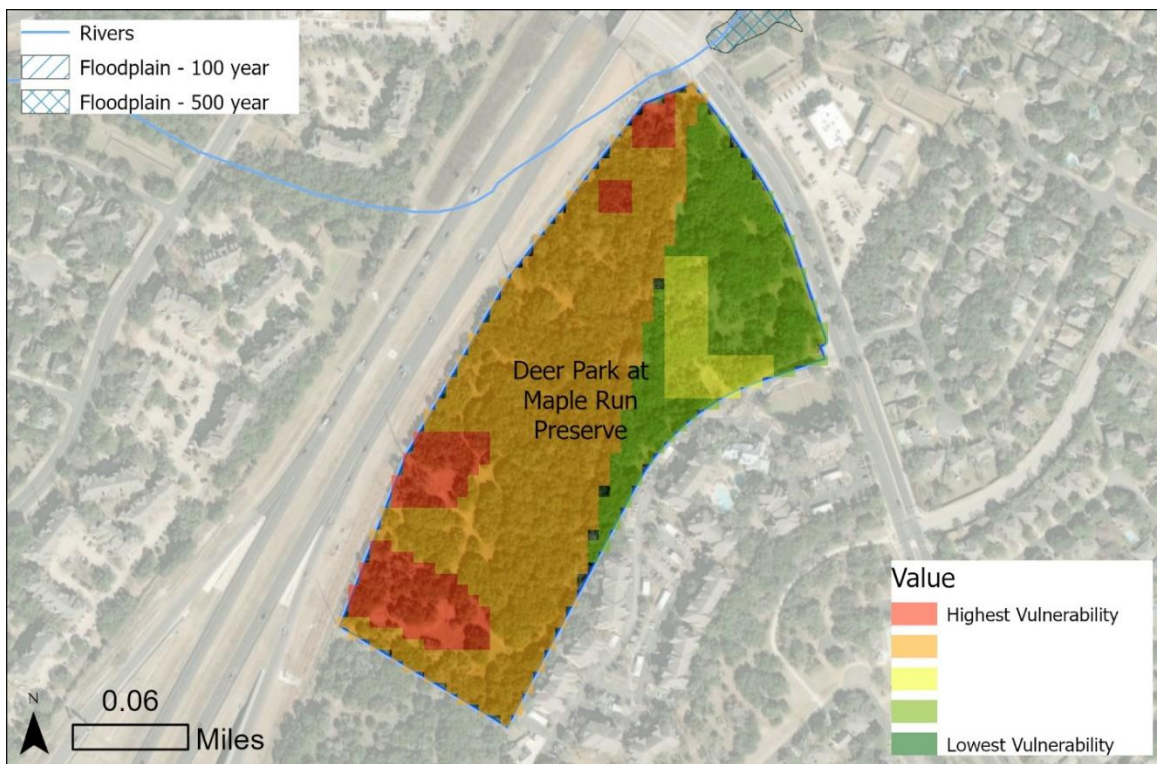 Rivers
Floodplain - 100 year
Floodplain - 500 year
Deer Park at
Maple Run
Preserve
Value
Highest Vulnerability
Lowest Vulnerability
N
0.06
Miles